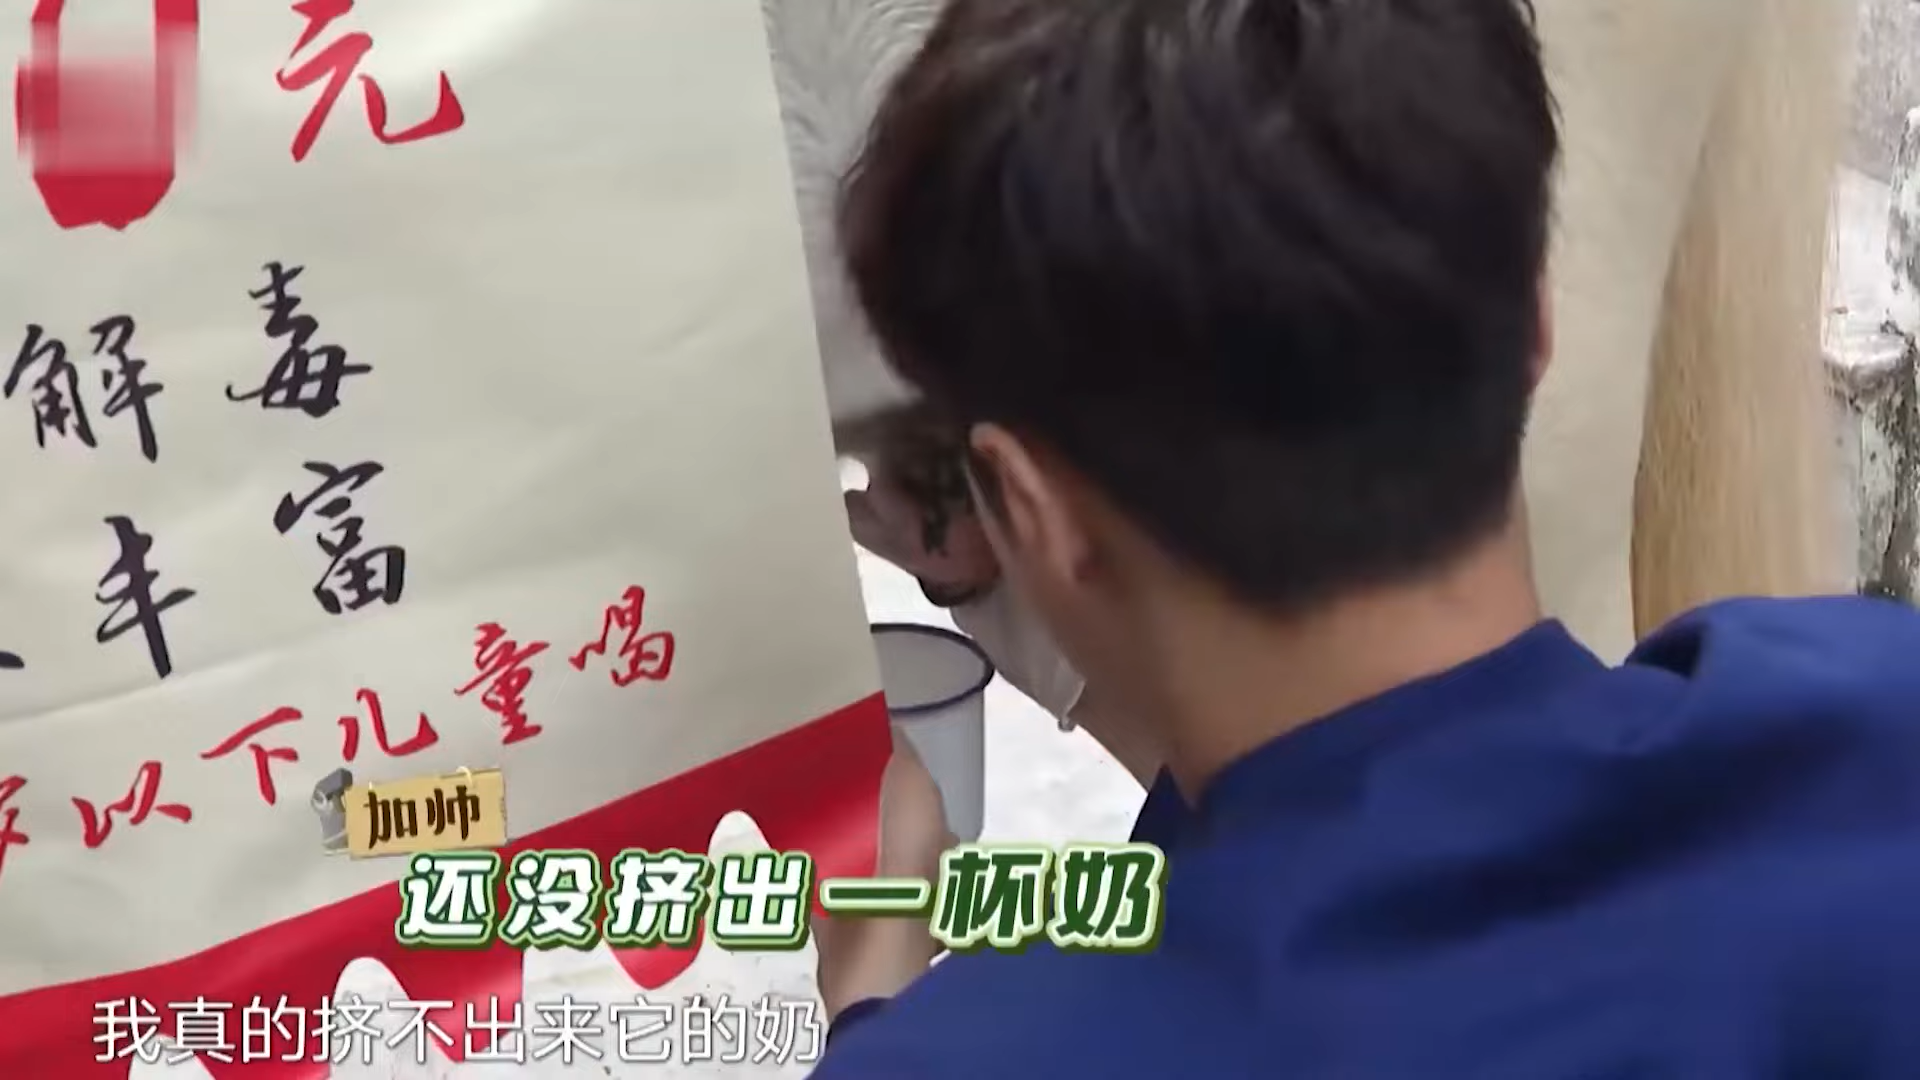 元
解毒
丰富
以下儿童喝
加帅
还没挤出一杯奶
我真的挤不出来它的奶